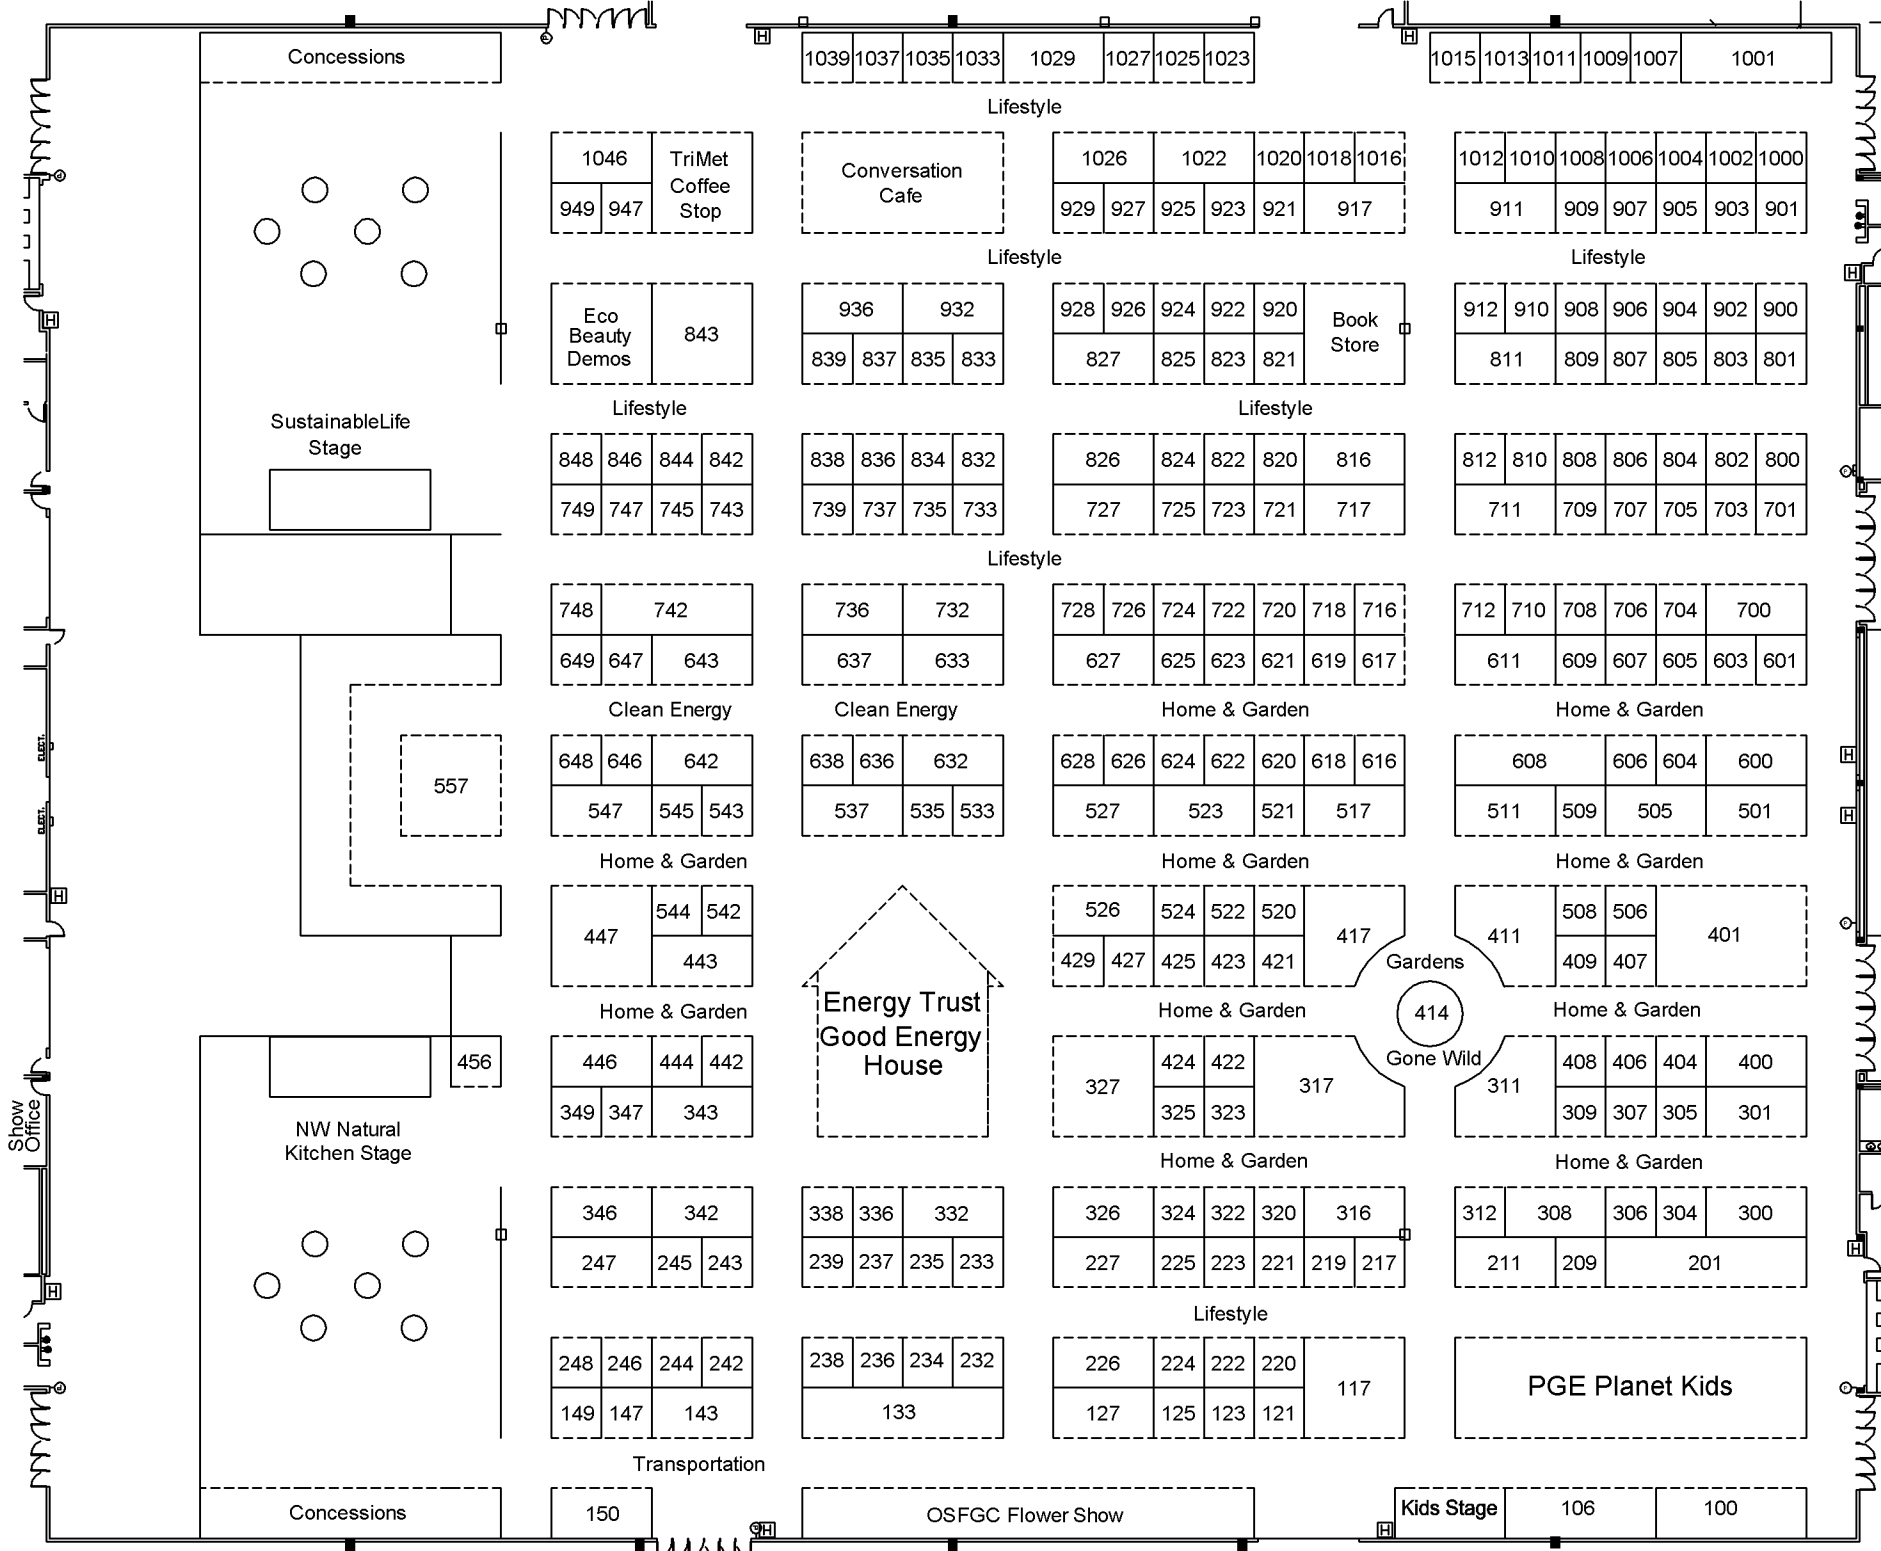 Concessions
1039 1037 1035 1033 1029 1027 1025 1023
1015 1013 1011 1009 1007 1001
Lifestyle
1046
TriMet
Coffee
Stop
949 947
Conversation
Cafe
1026 1022 1020 1018 1016
929 927 925 923 921 917
1012 1010 1008 1006 1004 1002 1000
911 909 907 905 903 901
Lifestyle
Lifestyle
Eco
Beauty
Demos
843
936 932
839 837 835 833
928 926 924 922 920
827 825 823 821
Book
Store
912 910 908 906 904 902 900
811 809 807 805 803 801
Lifestyle
Lifestyle
SustainableLife
Stage
848 846 844 842
749 747 745 743
838 836 834 832
739 737 735 733
826 824 822 820 816
727 725 723 721 717
812 810 808 806 804 802 800
711 709 707 705 703 701
Lifestyle
748 742
649 647 643
736 732
637 633
728 726 724 722 720 718 716
627 625 623 621 619 617
712 710 708 706 704 700
611 609 607 605 603 601
Clean Energy
Clean Energy
Home & Garden
Home & Garden
ELECT.
ELECT.
557
648 646 642
547 545 543
638 636 632
537 535 533
628 626 624 622 620 618 616
527 523 521 517
608 606 604 600
511 509 505 501
Home & Garden
Home & Garden
Home & Garden
447
544 542
443
526 524 522 520
429 427 425 423 421
417
411
508 506
409 407
401
Gardens
414
Gone Wild
Home & Garden
Home & Garden
Home & Garden
Energy Trust
Good Energy
House
456
446 444 442
349 347 343
327
424 422
325 323
317
311
408 406 404 400
309 307 305 301
Show
Office
NW Natural
Kitchen Stage
Home & Garden
Home & Garden
346 342
247 245 243
338 336 332
239 237 235 233
326 324 322 320 316
227 225 223 221 219 217
312 308 306 304 300
211 209 201
Lifestyle
248 246 244 242
149 147 143
238 236 234 232
133
226 224 222 220
127 125 123 121
117
PGE Planet Kids
Transportation
Concessions
150
OSFGC Flower Show
Kids Stage
106
100
H
H
H
H
H
H
H
H
H
H
H
H